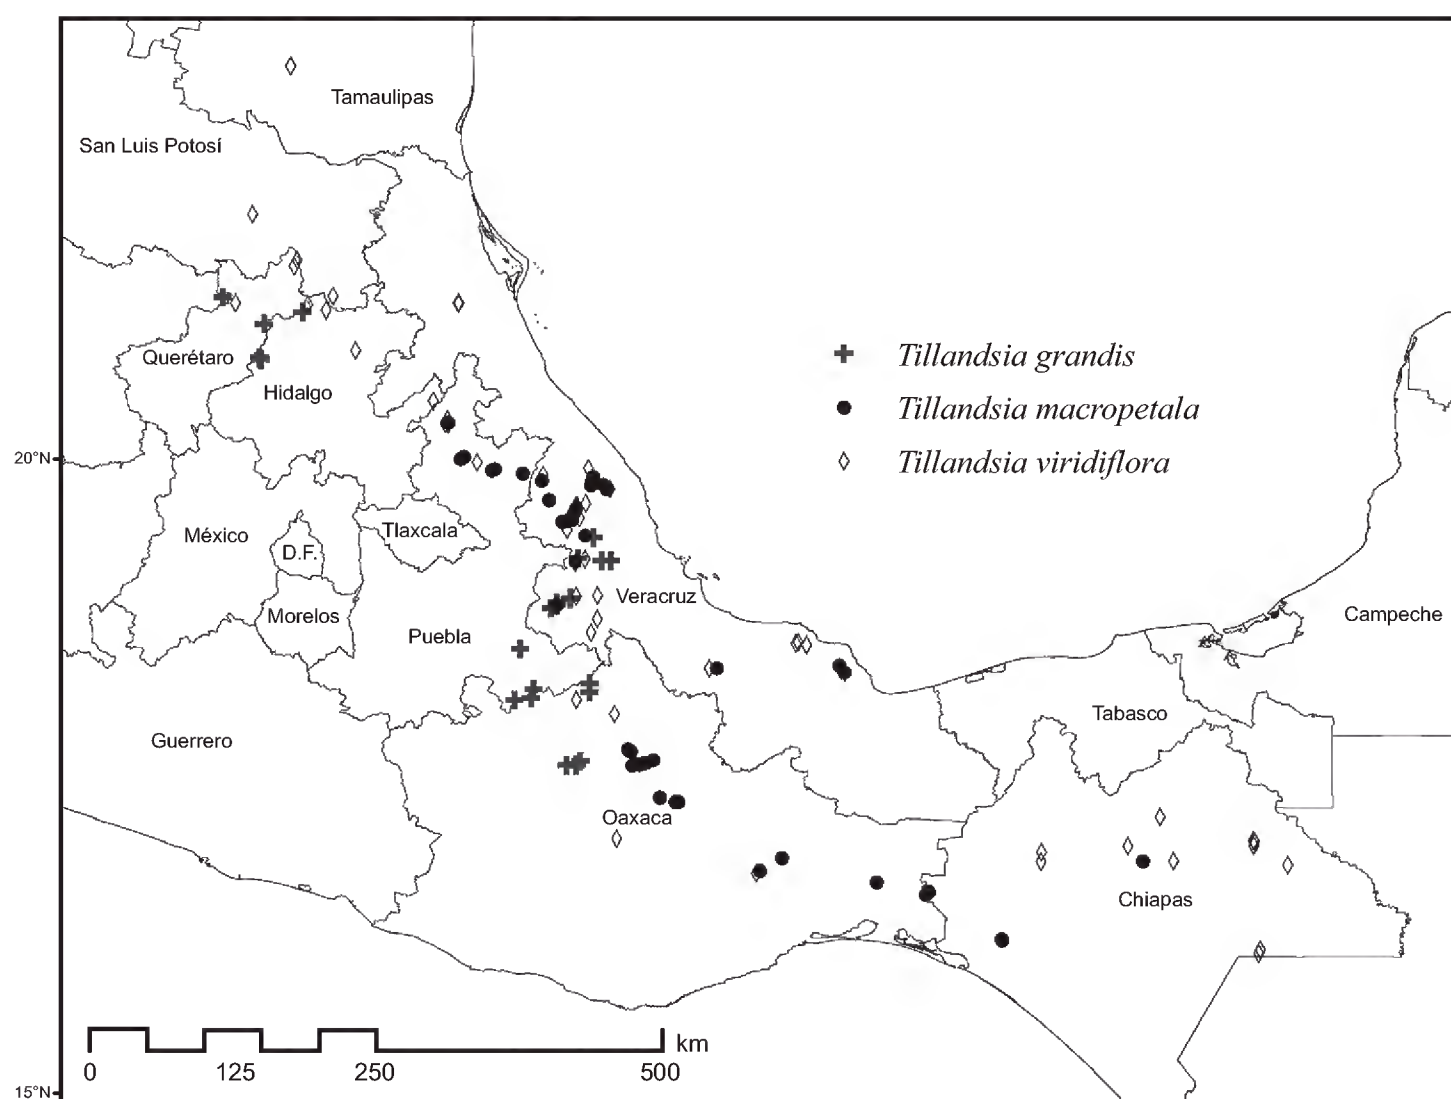 Tamaulipas
San Luis Potosí
Querétaro
Hidalgo
Tillandsia grandis
Tillandsia macropetala
Tillandsia viridiflora
20°N
México
Tlaxcala
D.F.
Morelos
Puebla
Veracruz
Campeche
Guerrero
Tabasco
Oaxaca
Chiapas
km
0 125 250 500
15°N